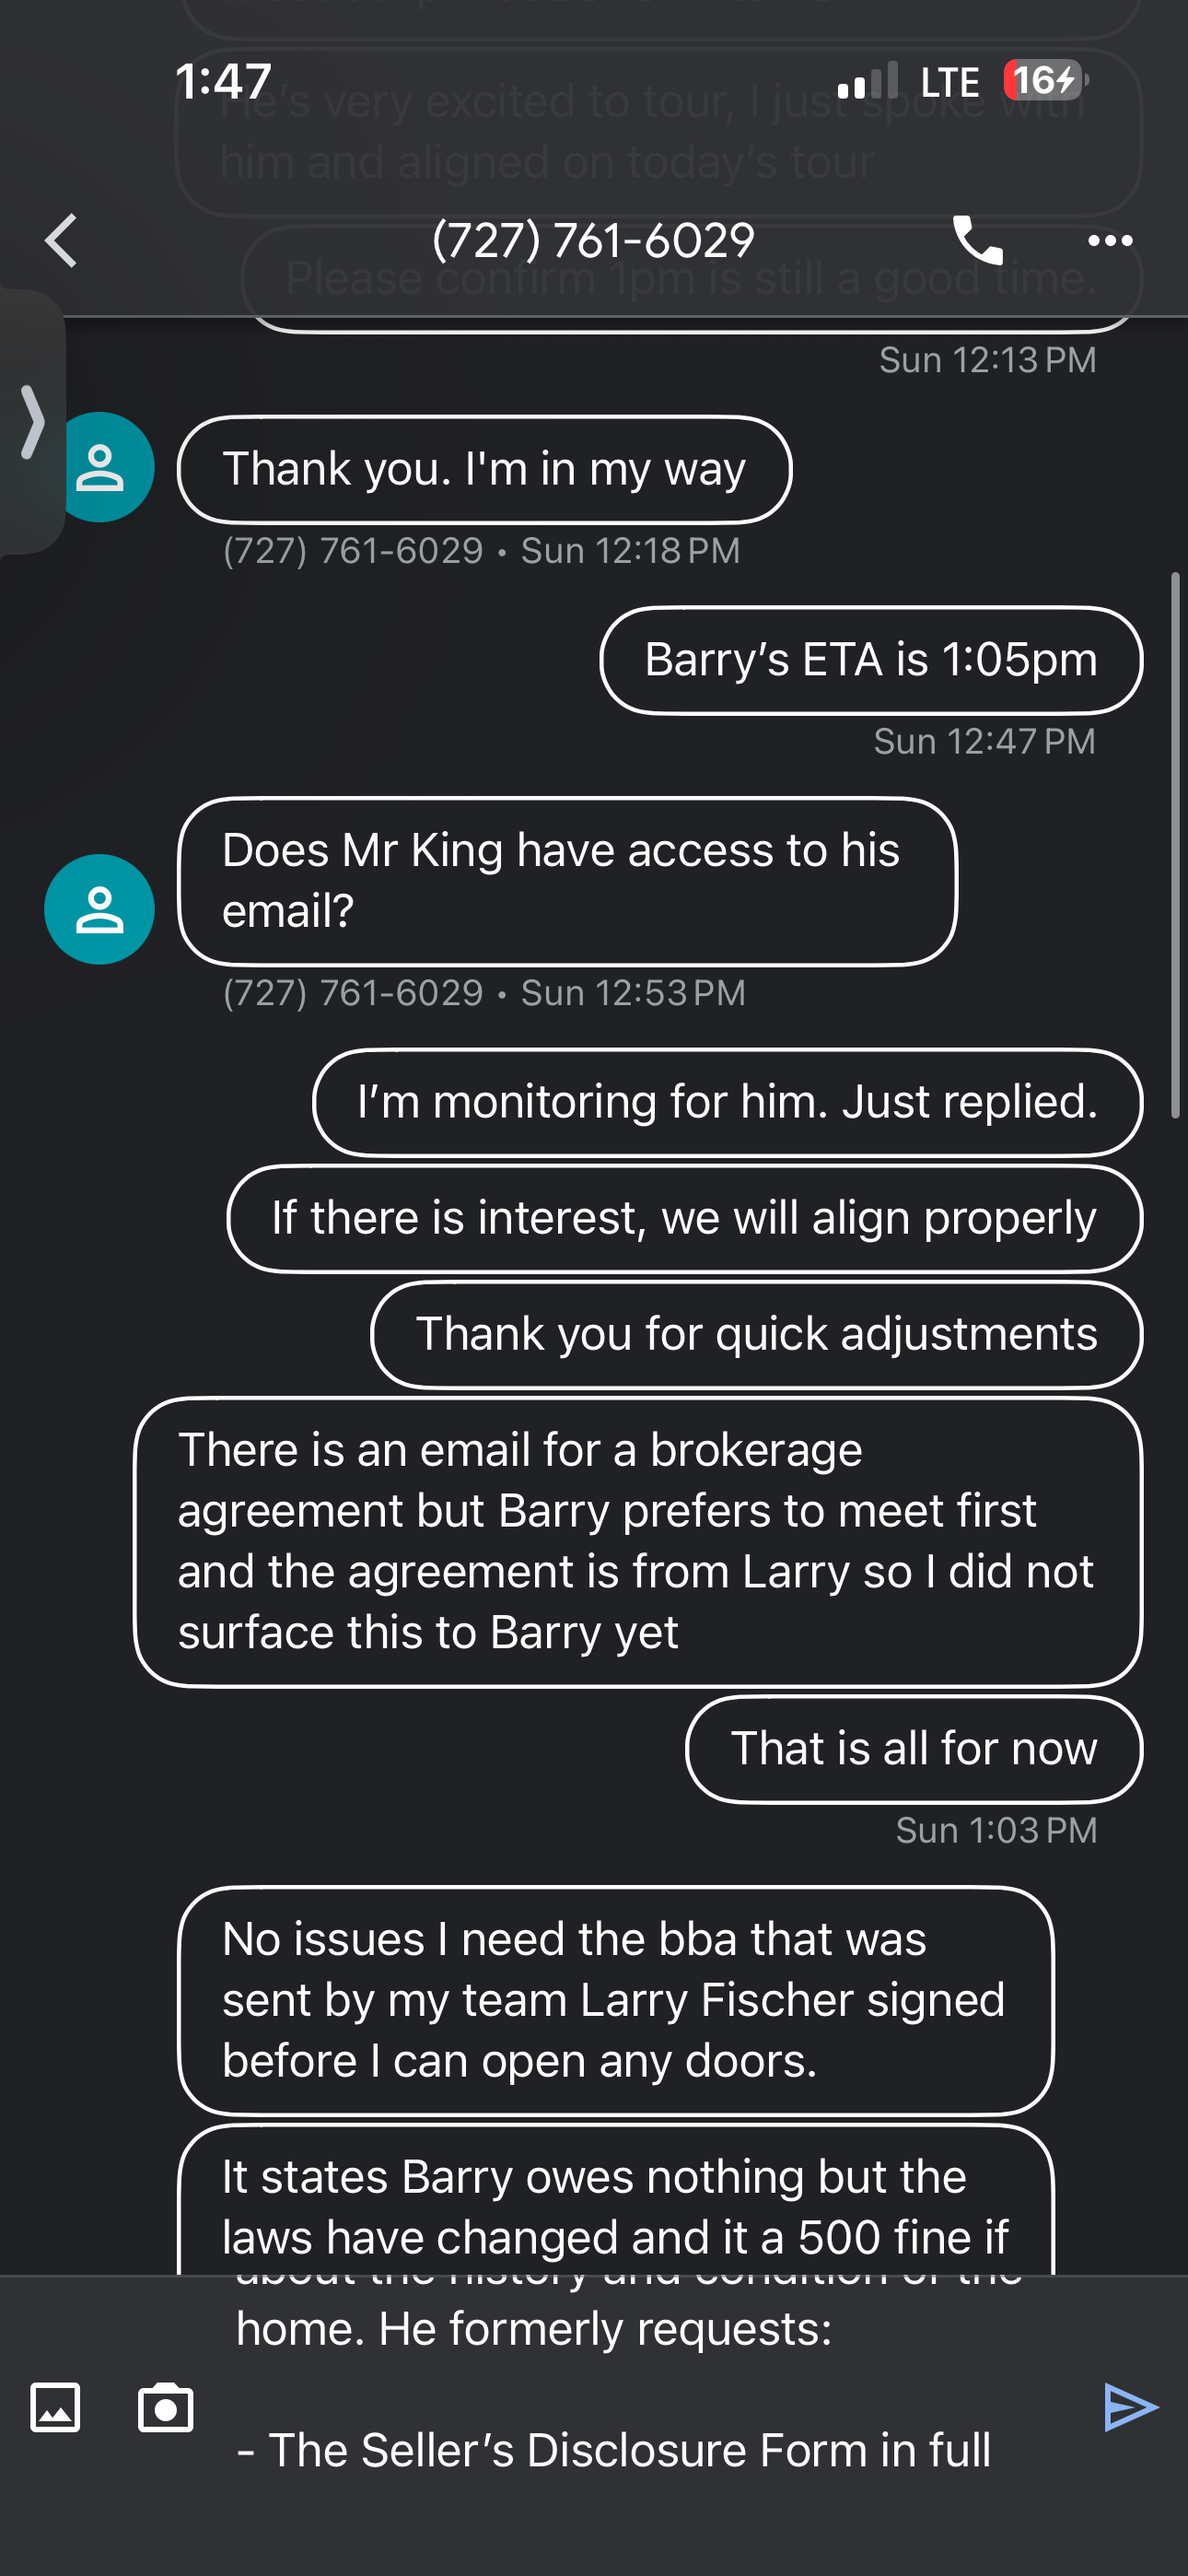 him and aligned on today's tour
1:47
LTE
16
He's very excited to tour, I just spoke with
(727) 761-6029
Please confirm 1pm is still a good time.
Sun 12:13 PM
Thank you. I'm in my way
(727) 761-6029 • Sun 12:18 PM
Barry's ETA is 1:05pm
Sun 12:47 PM
Does Mr King have access to his
email?
(727) 761-6029 • Sun 12:53 PM
I'm monitoring for him. Just replied.
If there is interest, we will align properly
Thank you for quick adjustments
There is an email for a brokerage
agreement but Barry prefers to meet first
and the agreement is from Larry so I did not
surface this to Barry yet
That is all for now
Sun 1:03 PM
No issues I need the bba that was
sent by my team Larry Fischer signed
before I can open any doors.
It states Barry owes nothing but the
laws have changed and it a 500 fine if
about the history and condition of the
home. He formerly requests:
- The Seller's Disclosure Form in full